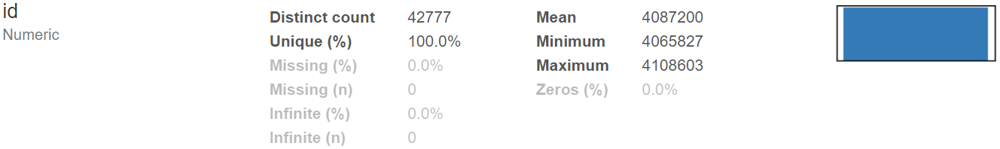 id
Numeric
Distinct count 42777
Unique (%) 100.0%
Missing (%) 0.0%
Missing (n) 0
Infinite (%) 0.0%
Infinite (n) 0
Mean 4087200
Minimum 4065827
Maximum 4108603
Zeros (%) 0.0%